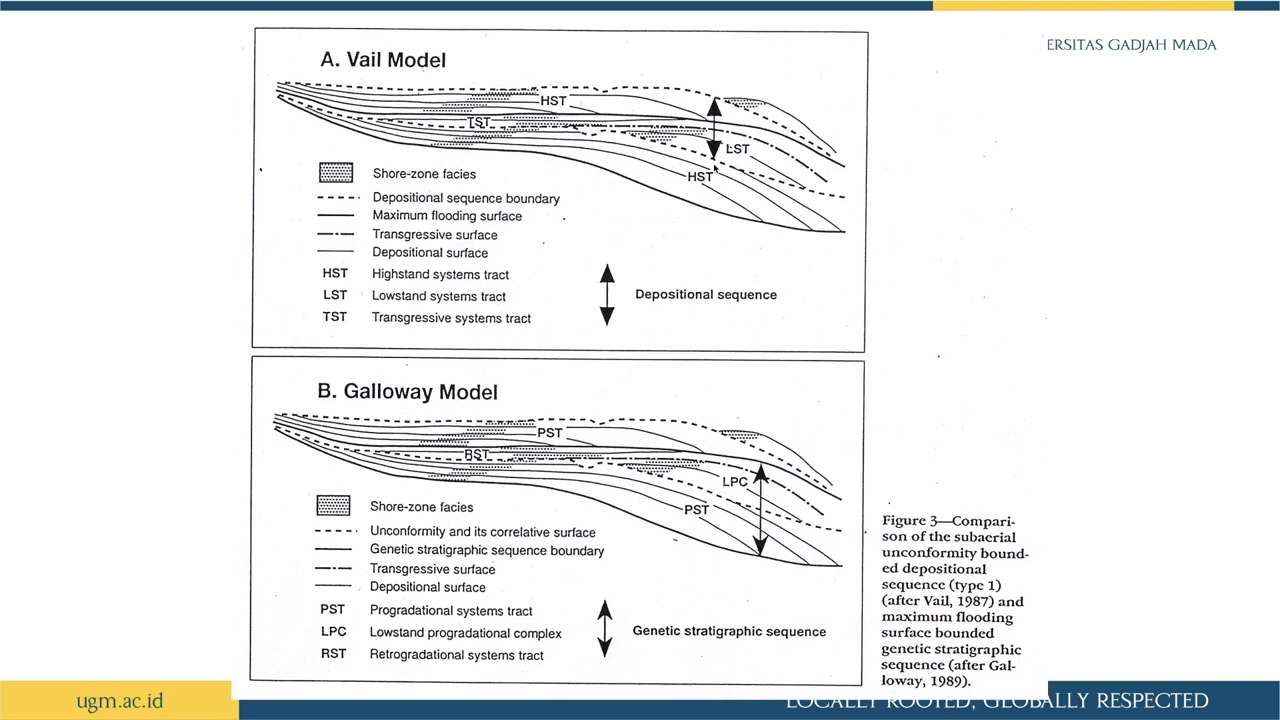 ERSITAS GADJAH MADA
A. Vail Model
HST
TST
LST
HST
Shore-zone facies
Depositional sequence boundary
Maximum flooding surface
Transgressive surface
Depositional surface
HST Highstand systems tract
LST Lowstand systems tract
TST Transgressive systems tract
Depositional sequence
B. Galloway Model
PST
RST
LPC
PST
Shore-zone facies
Unconformity and its correlative surface
Genetic stratigraphic sequence boundary
Transgressive surface
Depositional surface
PST Progradational systems tract
LPC Lowstand progradational complex
RST Retrogradational systems tract
Genetic stratigraphic sequence
Figure 3—Compari-
son of the subaerial
unconformity bound-
ed depositional
sequence (type 1)
(after Vail, 1987) and
maximum flooding
surface bounded
genetic stratigraphic
sequence (after Gal-
loway, 1989).
ugm.ac.id
LOCALLY ROOTED, GLOBALLY RESPECTED